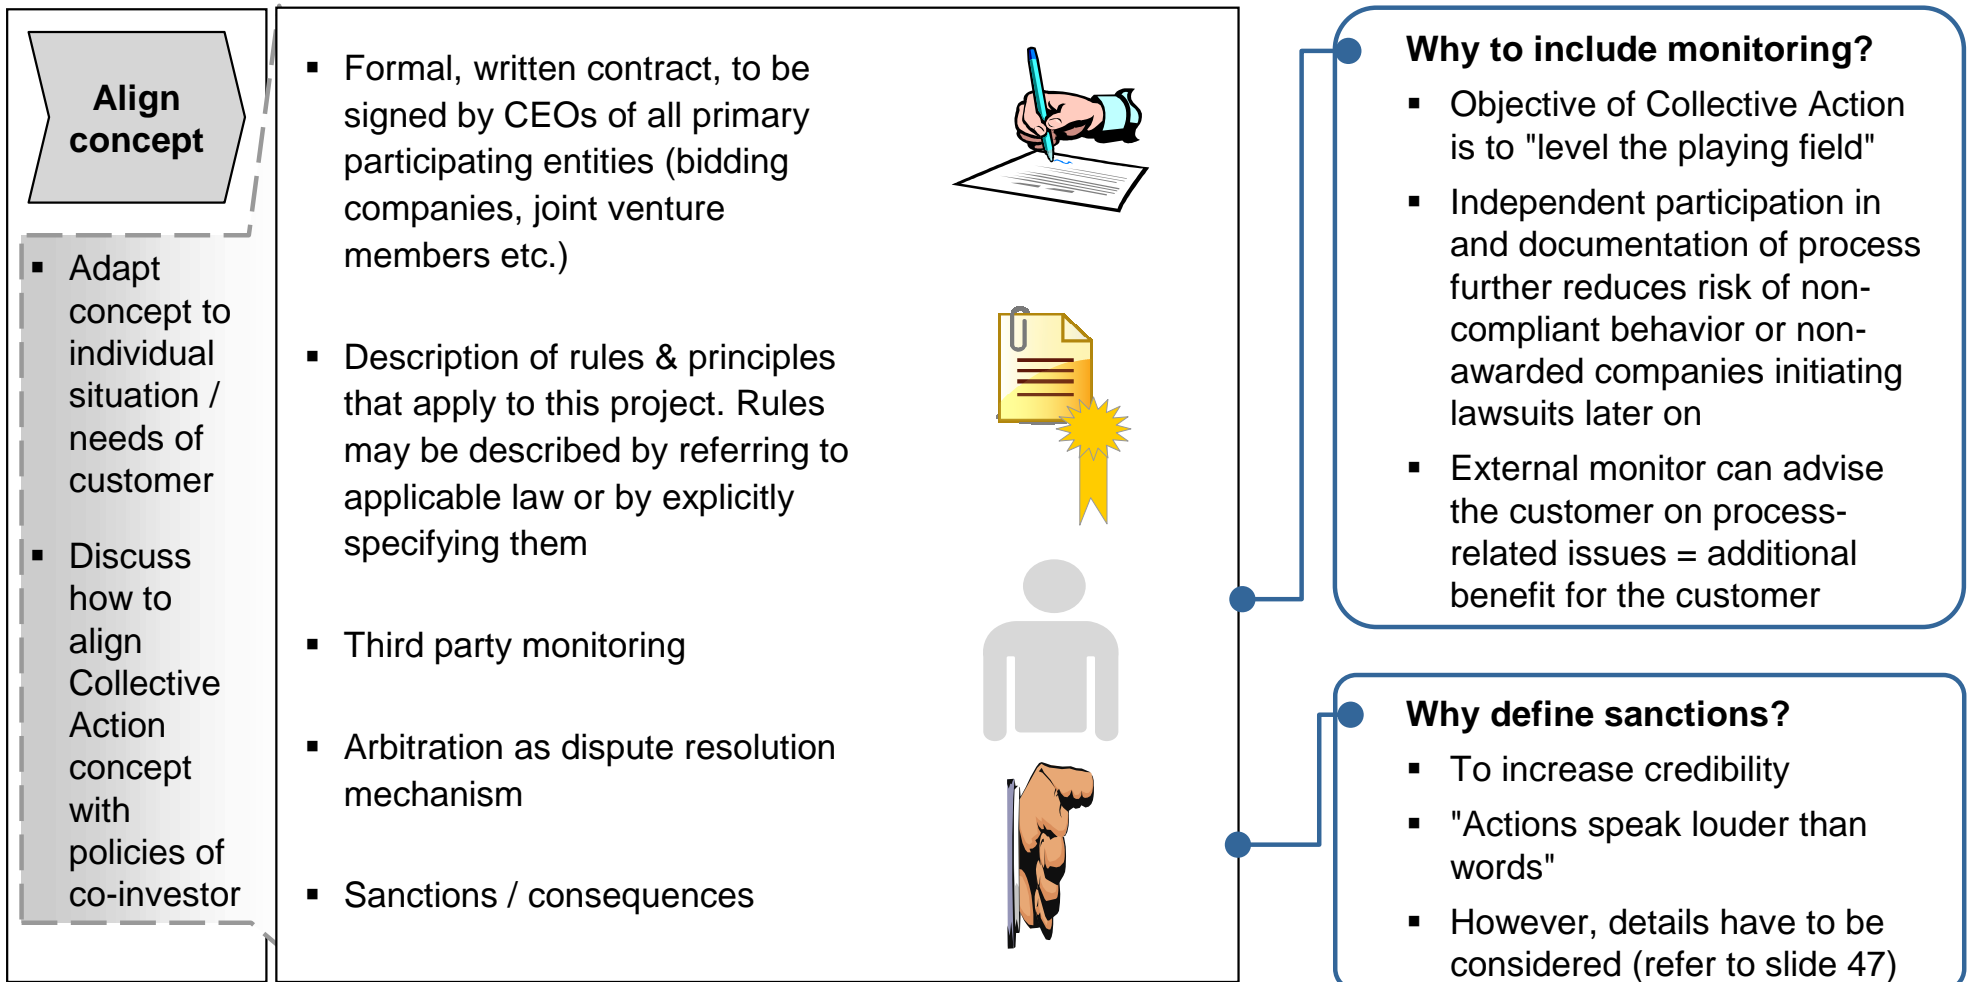 Align
concept
▪ Adapt
concept to
individual
situation /
needs of
customer
▪ Discuss
how to
align
Collective
Action
concept
with
policies of
co-investor
▪ Formal, written contract, to be
signed by CEOs of all primary
participating entities (bidding
companies, joint venture
members etc.)
▪ Description of rules & principles
that apply to this project. Rules
may be described by referring to
applicable law or by explicitly
specifying them
▪ Third party monitoring
▪ Arbitration as dispute resolution
mechanism
▪ Sanctions / consequences
Why to include monitoring?
▪ Objective of Collective Action
is to "level the playing field"
▪ Independent participation in
and documentation of process
further reduces risk of non-
compliant behavior or non-
awarded companies initiating
lawsuits later on
▪ External monitor can advise
the customer on process-
related issues = additional
benefit for the customer
Why define sanctions?
▪ To increase credibility
▪ "Actions speak louder than
words"
▪ However, details have to be
considered (refer to slide 47)